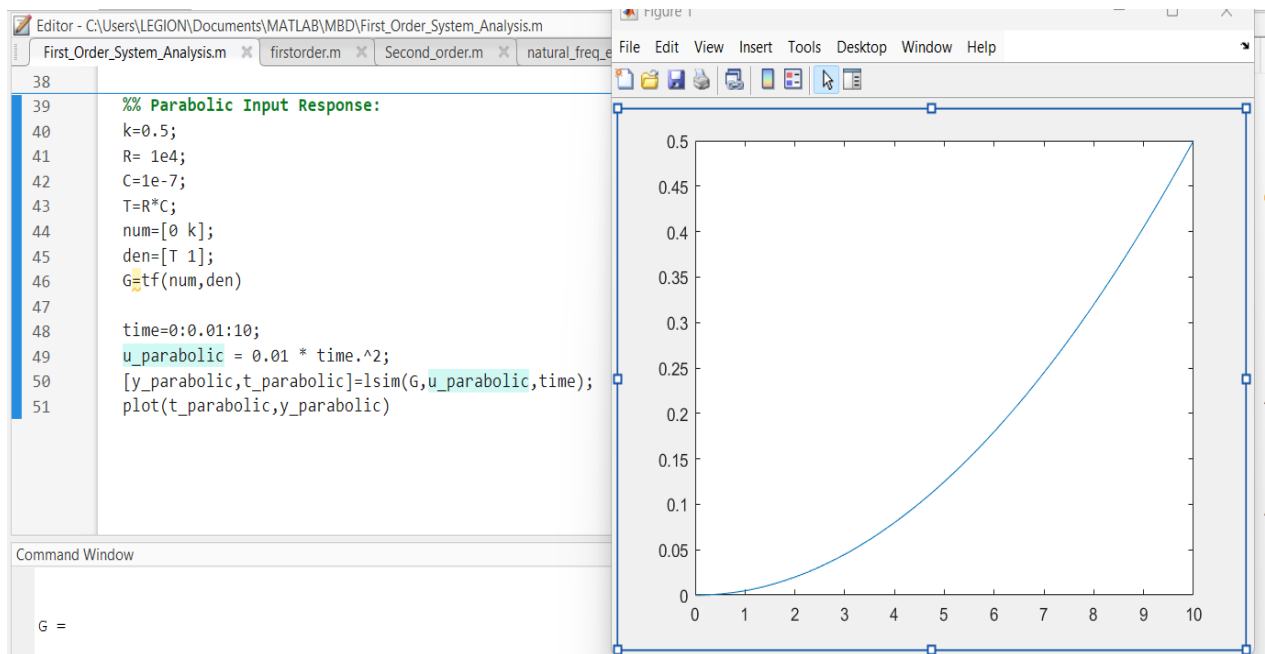 Editor - C:\Users\LEGION\Documents\MATLAB\MBD\First_Order_System_Analysis.m
First_Order_System_Analysis.m firstorder.m Second_order.m natural_freq_e
38
39 %% Parabolic Input Response:
40 k=0.5;
41 R= 1e4;
42 C=1e-7;
43 T=R*C;
44 num=[0 k];
45 den=[T 1];
46 G=tf(num,den)
47
48 time=0:0.01:10;
49 u_parabolic = 0.01 * time.^2;
50 [y_parabolic,t_parabolic]=lsim(G,u_parabolic,time);
51 plot(t_parabolic,y_parabolic)
Command Window
G =
Figure 1
File Edit View Insert Tools Desktop Window Help
0.5
0.45
0.4
0.35
0.3
0.25
0.2
0.15
0.1
0.05
0
0 1 2 3 4 5 6 7 8 9 10